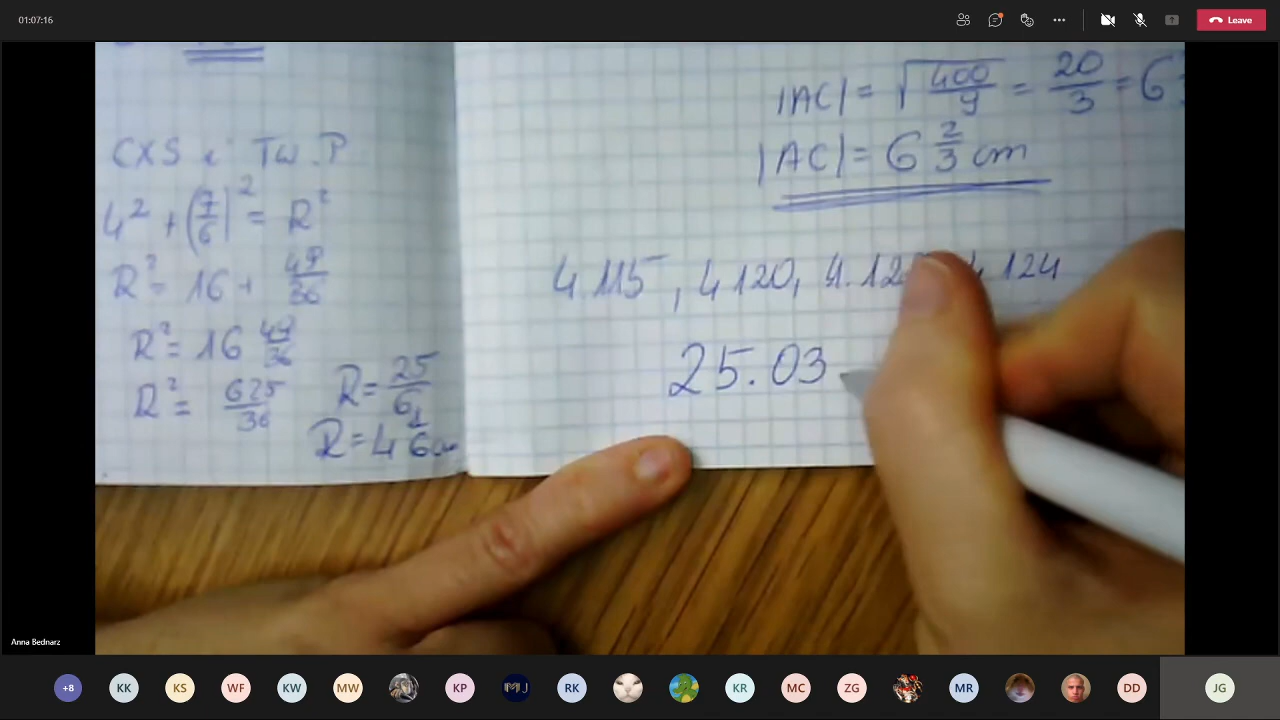 01:07:16
Leave
CXS i Tw. P
4² + (7/6)² = R²
R² = 16 + 49/36
R² = 16 49/36
R² = 625/36
R = 25/6
R = 4 1/6 cm
|AC| = √400/9 = 20/3 = 6
|AC| = 6 2/3 cm
4.115, 4.120, 4.12 4.124
25.03
Anna Bednarz
+8 KK KS WF KW MW KP MJ RK KR MC ZG MR DD JG